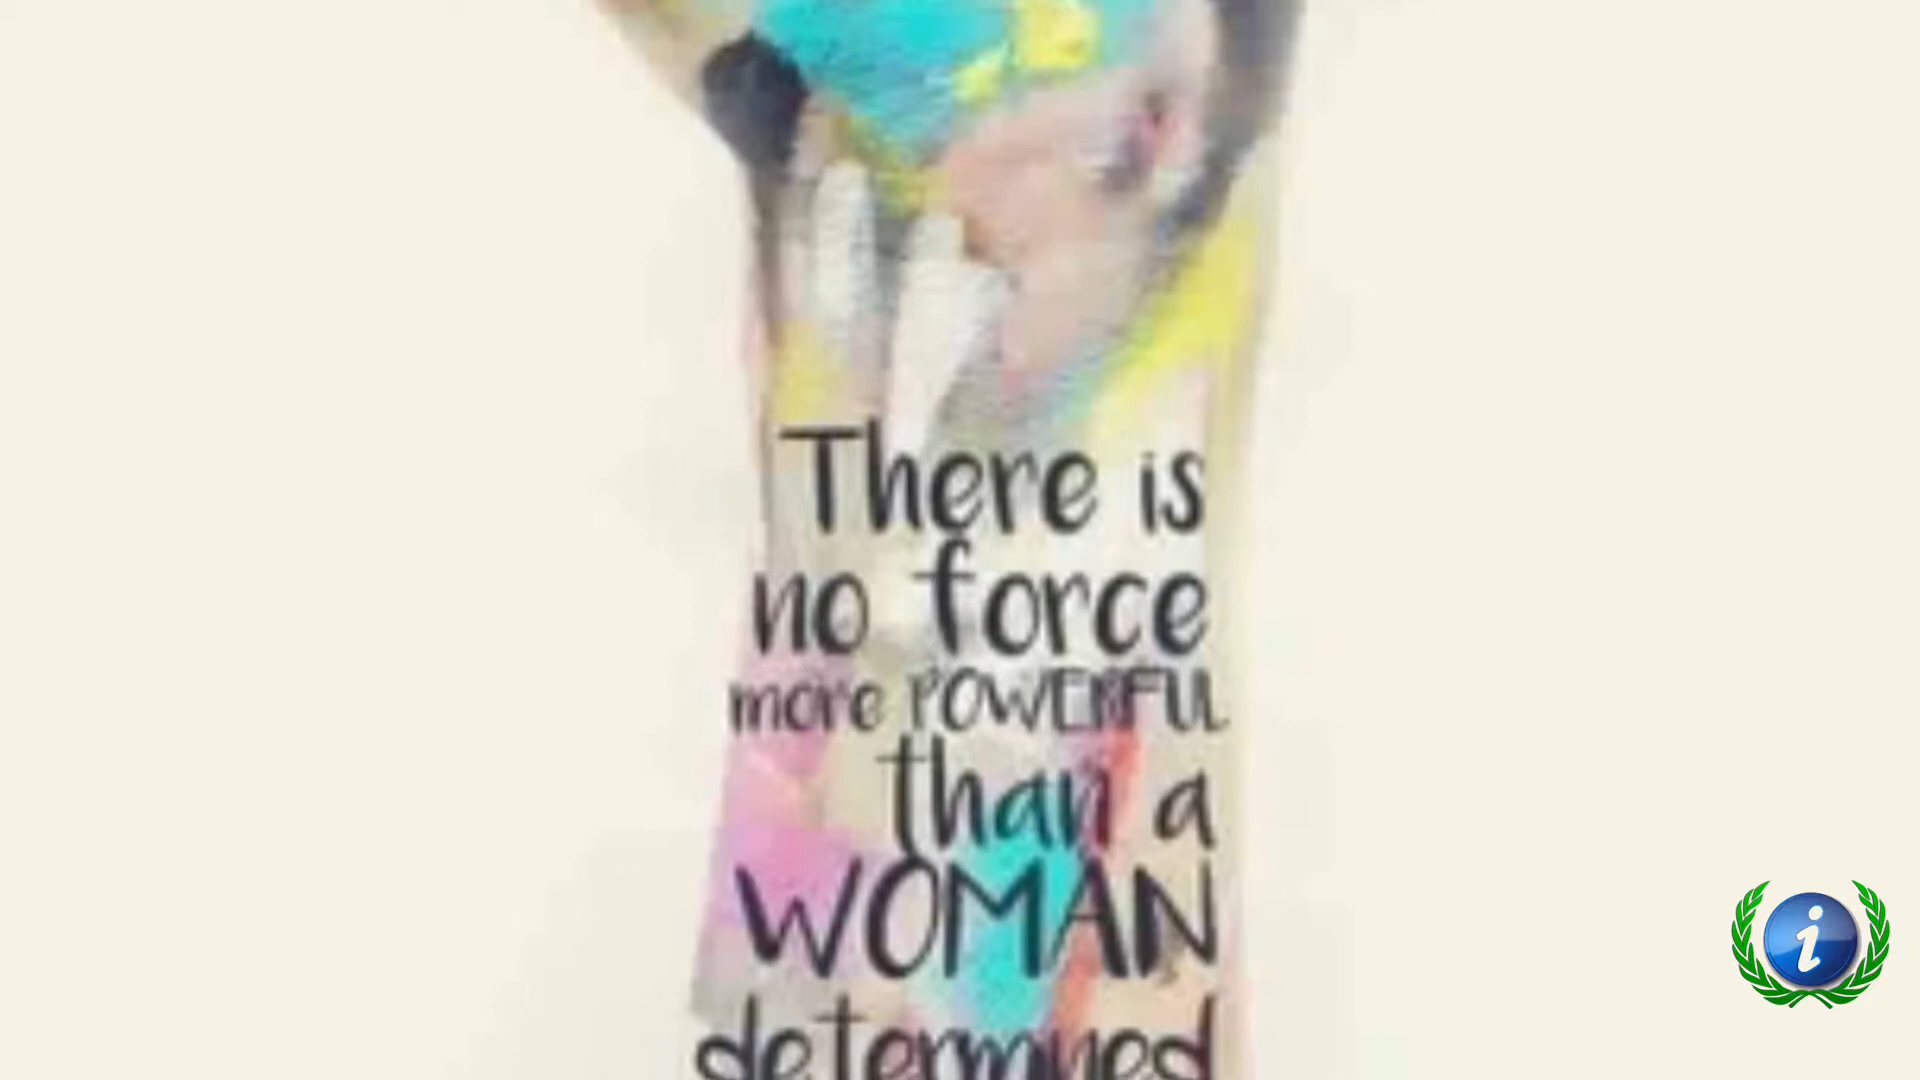 There is
no force
more POWERFUL
than a
WOMAN
determined
i